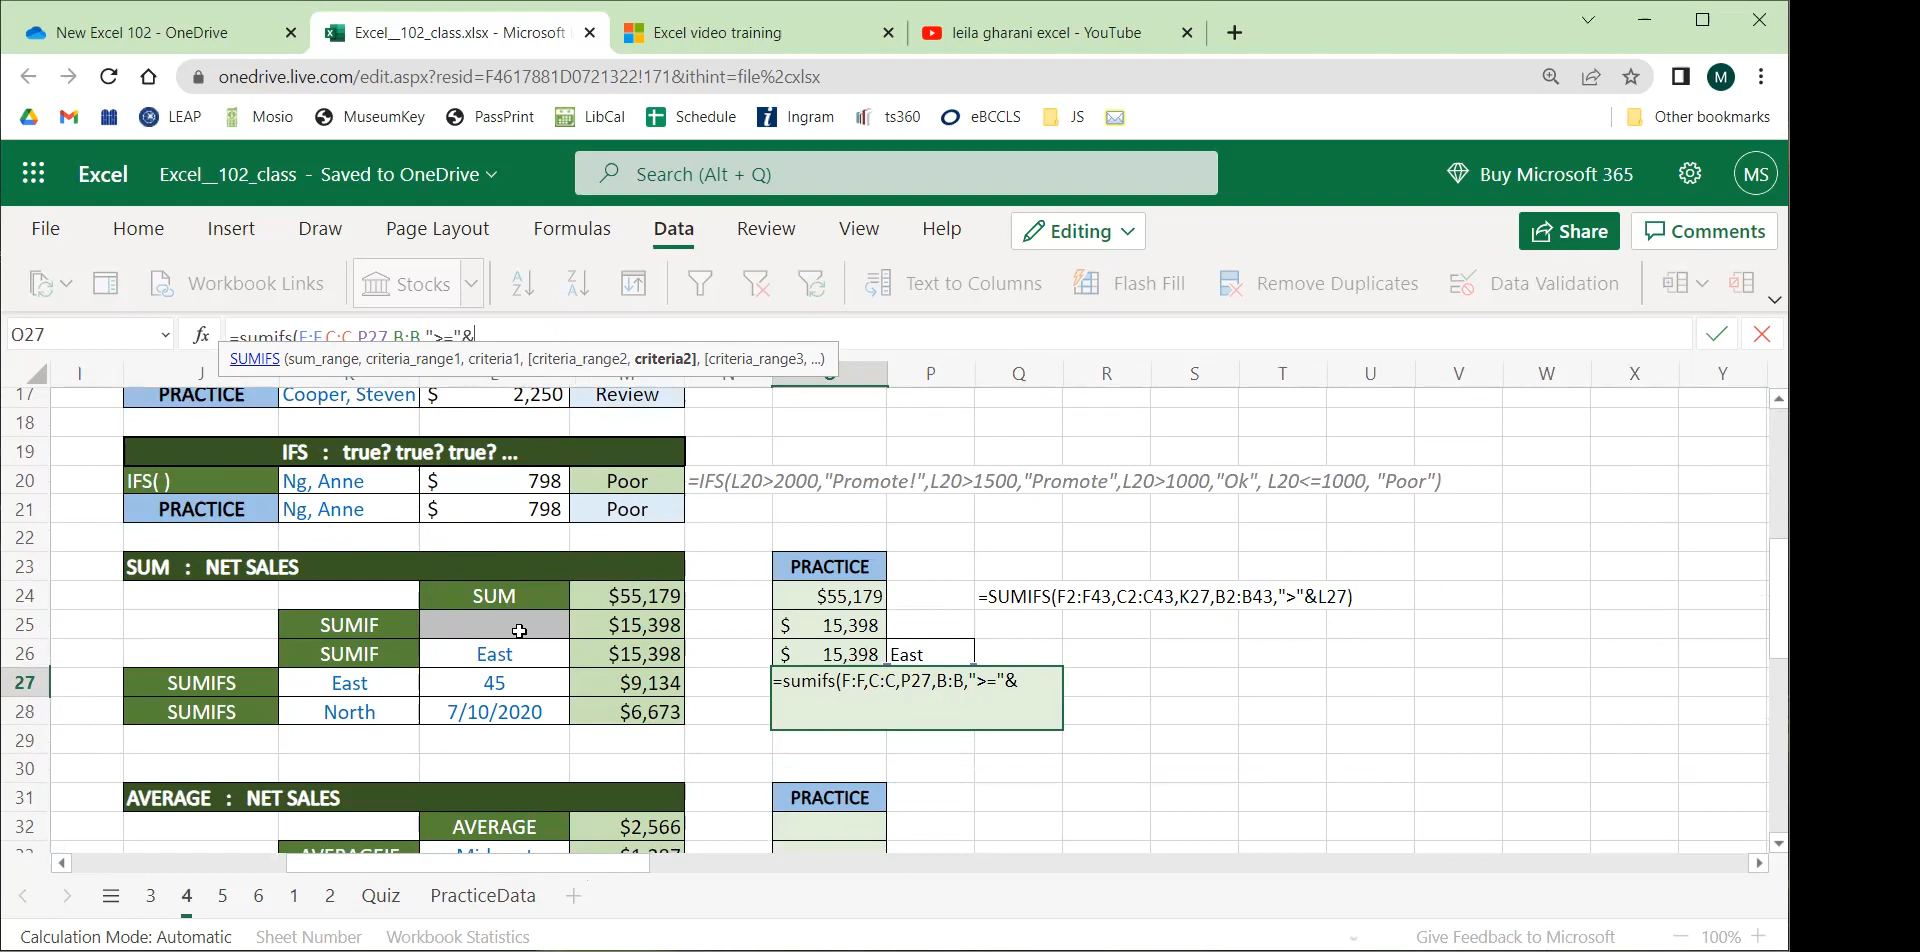 New Excel 102 - OneDrive
Excel__102_class.xlsx - Microsoft
Excel video training
leila gharani excel - YouTube
onedrive.live.com/edit.aspx?resid=F4617881D0721322!171&ithint=file%2cxlsx
M
LEAP Mosio MuseumKey PassPrint LibCal Schedule Ingram ts360 eBCCLS JS Other bookmarks
Excel Excel__102_class - Saved to OneDrive Search (Alt + Q) Buy Microsoft 365 MS
File Home Insert Draw Page Layout Formulas Data Review View Help Editing Share Comments
Workbook Links Stocks Text to Columns Flash Fill Remove Duplicates Data Validation
O27 fx =sumifs(F:F,C:C,P27,B:B,">="&
SUMIFS (sum_range, criteria_range1, criteria1, [criteria_range2, criteria2], [criteria_range3, ...)
I J N P Q R S T U V W X Y
17 PRACTICE Cooper, Steven $ 2,250 Review
18
19 IFS : true? true? true? ...
20 IFS( ) Ng, Anne $ 798 Poor =IFS(L20>2000,"Promote!",L20>1500,"Promote",L20>1000,"Ok", L20<=1000, "Poor")
21 PRACTICE Ng, Anne $ 798 Poor
22
23 SUM : NET SALES PRACTICE
24 SUM $55,179 $55,179 =SUMIFS(F2:F43,C2:C43,K27,B2:B43,">"&L27)
25 SUMIF $15,398 $ 15,398
26 SUMIF East $15,398 $ 15,398 East
27 SUMIFS East 45 $9,134 =sumifs(F:F,C:C,P27,B:B,">="&
28 SUMIFS North 7/10/2020 $6,673
29
30
31 AVERAGE : NET SALES PRACTICE
32 AVERAGE $2,566
3 4 5 6 1 2 Quiz PracticeData
Calculation Mode: Automatic Sheet Number Workbook Statistics Give Feedback to Microsoft 100%